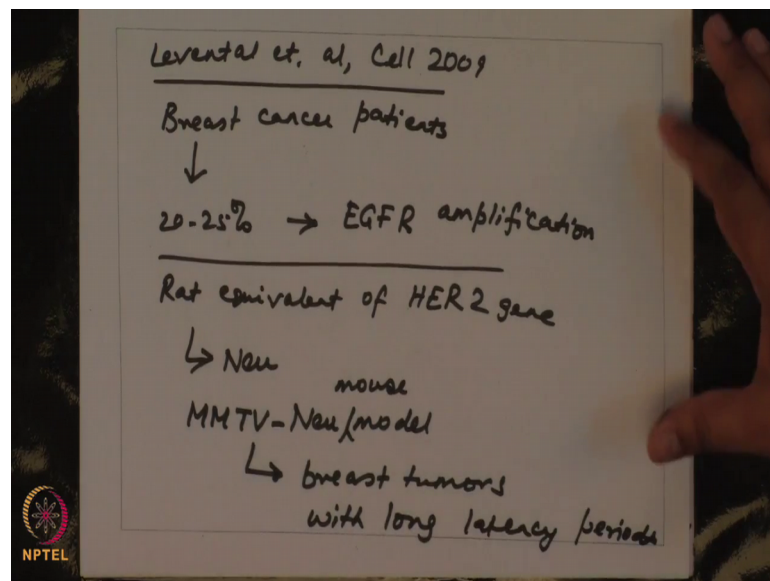 Levental et. al, Cell 2009
Breast cancer patients
↓
20-25% → EGFR amplification
Rat equivalent of HER2 gene
↳ Neu
mouse
MMTV-Neu/model
↳ breast tumors
with long latency periods
NPTEL